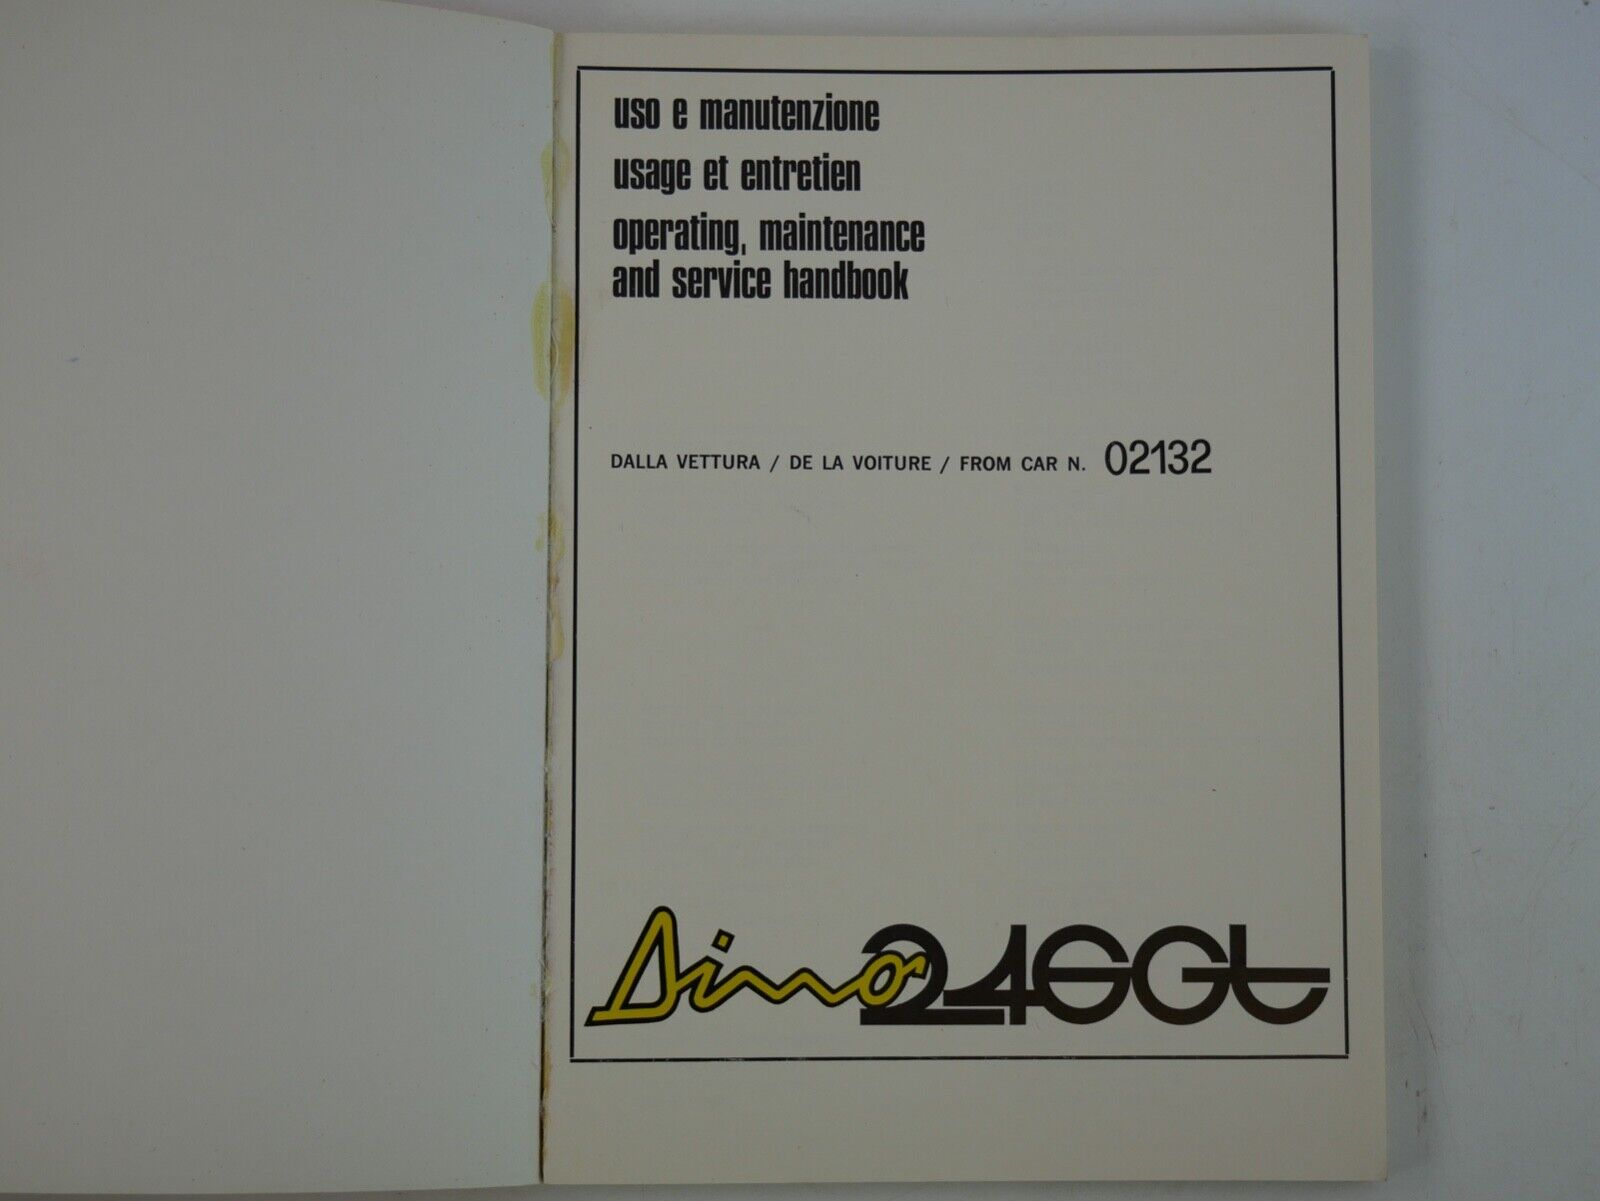 uso e manutenzione
usage et entretien
operating, maintenance
and service handbook
DALLA VETTURA / DE LA VOITURE / FROM CAR N. 02132
Dino 246GT